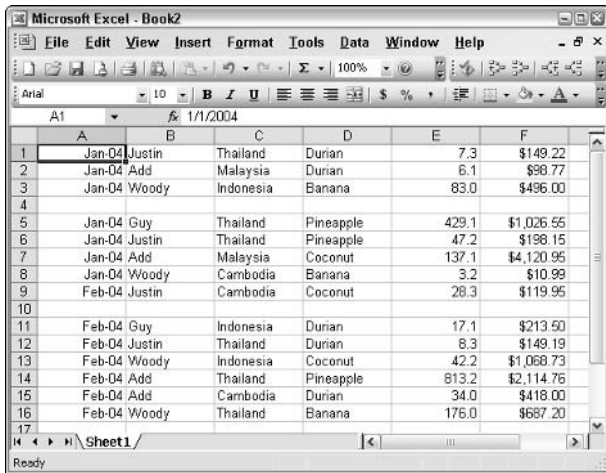 Microsoft Excel - Book2
File Edit View Insert Format Tools Data Window Help
Σ 100%
Arial 10 B I U $ % ,
A1 fx 1/1/2004
A B C D E F
1 Jan-04 Justin Thailand Durian 7.3 $149.22
2 Jan-04 Add Malaysia Durian 6.1 $98.77
3 Jan-04 Woody Indonesia Banana 83.0 $496.00
4
5 Jan-04 Guy Thailand Pineapple 429.1 $1,026.55
6 Jan-04 Justin Thailand Pineapple 47.2 $198.15
7 Jan-04 Add Malaysia Coconut 137.1 $4,120.95
8 Jan-04 Woody Cambodia Banana 3.2 $10.99
9 Feb-04 Justin Cambodia Coconut 28.3 $119.95
10
11 Feb-04 Guy Indonesia Durian 17.1 $213.50
12 Feb-04 Justin Thailand Durian 8.3 $149.19
13 Feb-04 Woody Indonesia Coconut 42.2 $1,068.73
14 Feb-04 Add Thailand Pineapple 813.2 $2,114.76
15 Feb-04 Add Cambodia Durian 34.0 $418.00
16 Feb-04 Woody Thailand Banana 176.0 $687.20
17
Sheet1
Ready